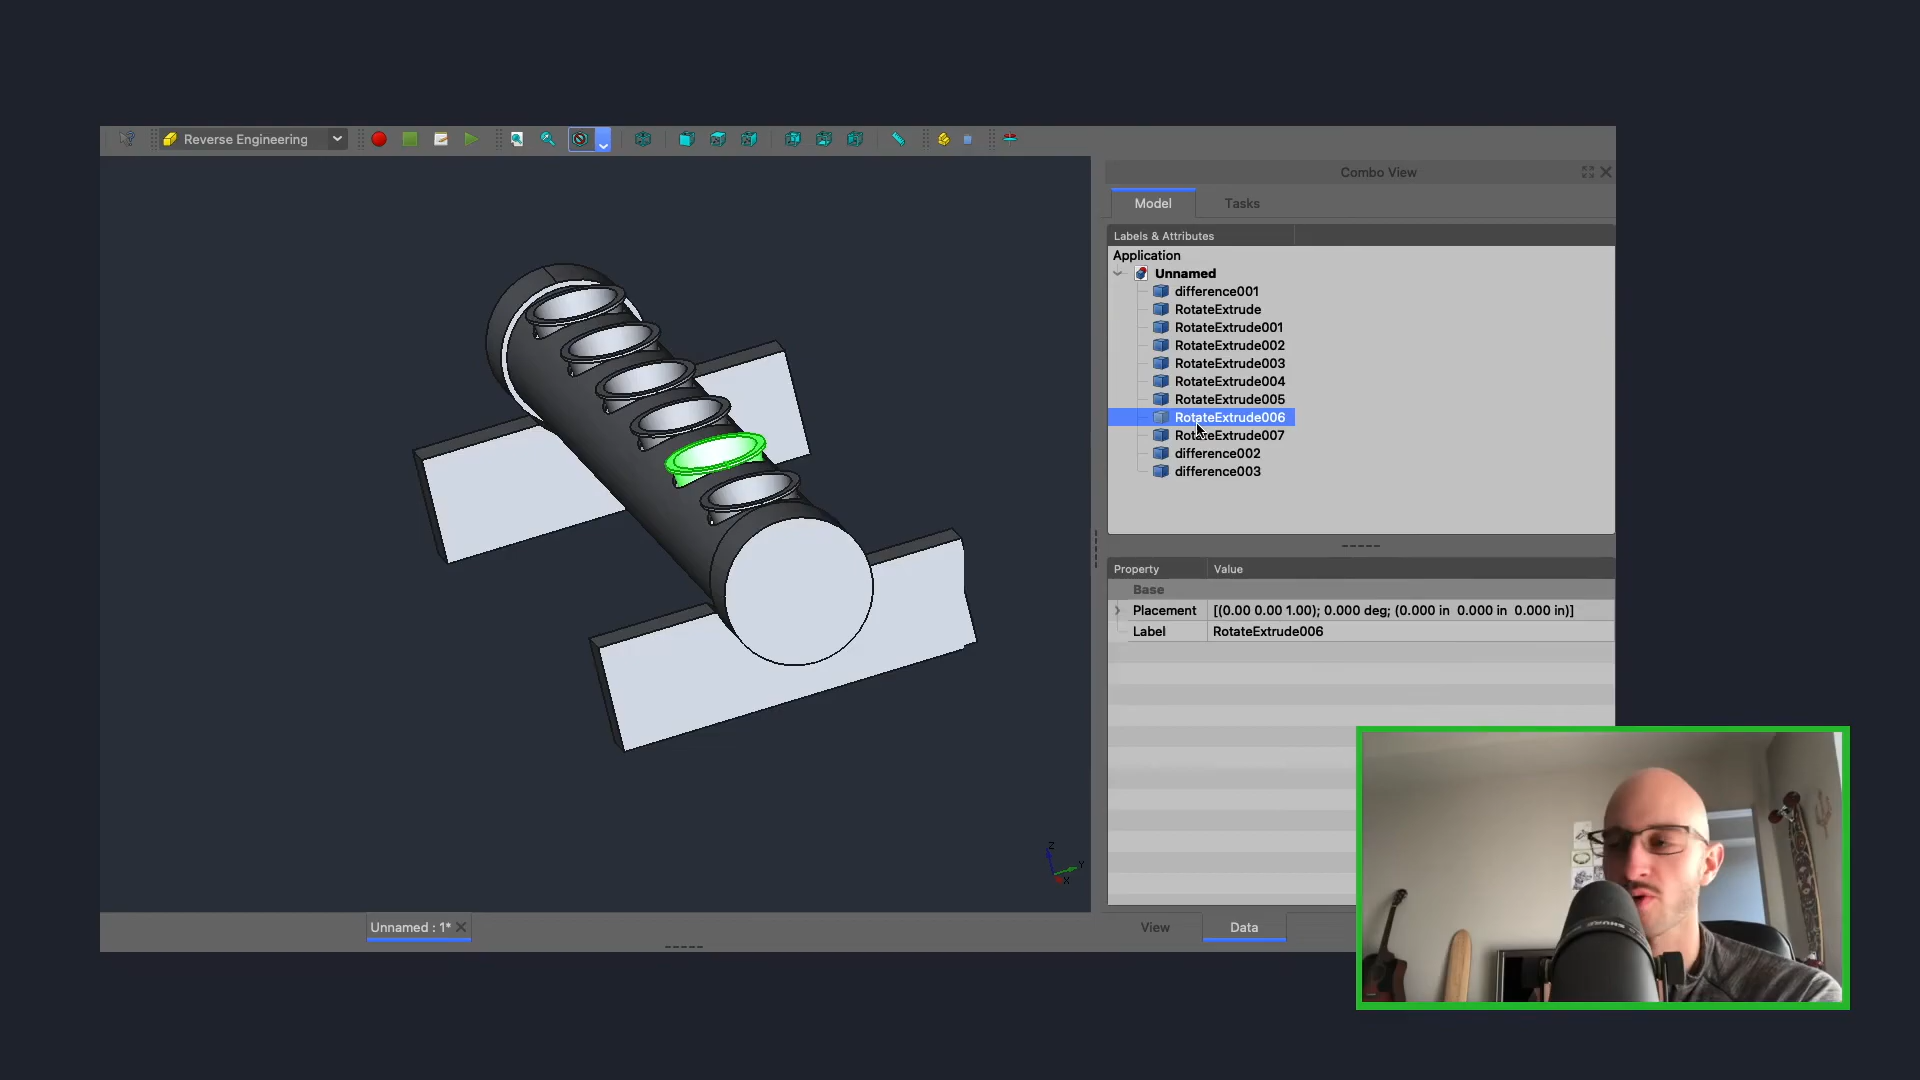 Reverse Engineering
Combo View
Model
Tasks
Labels & Attributes
Application
Unnamed
difference001
RotateExtrude
RotateExtrude001
RotateExtrude002
RotateExtrude003
RotateExtrude004
RotateExtrude005
RotateExtrude006
RotateExtrude007
difference002
difference003
Property
Value
Base
Placement
[(0.00 0.00 1.00); 0.000 deg; (0.000 in 0.000 in 0.000 in)]
Label
RotateExtrude006
Z
Y
X
Unnamed : 1*
View
Data
SHURE